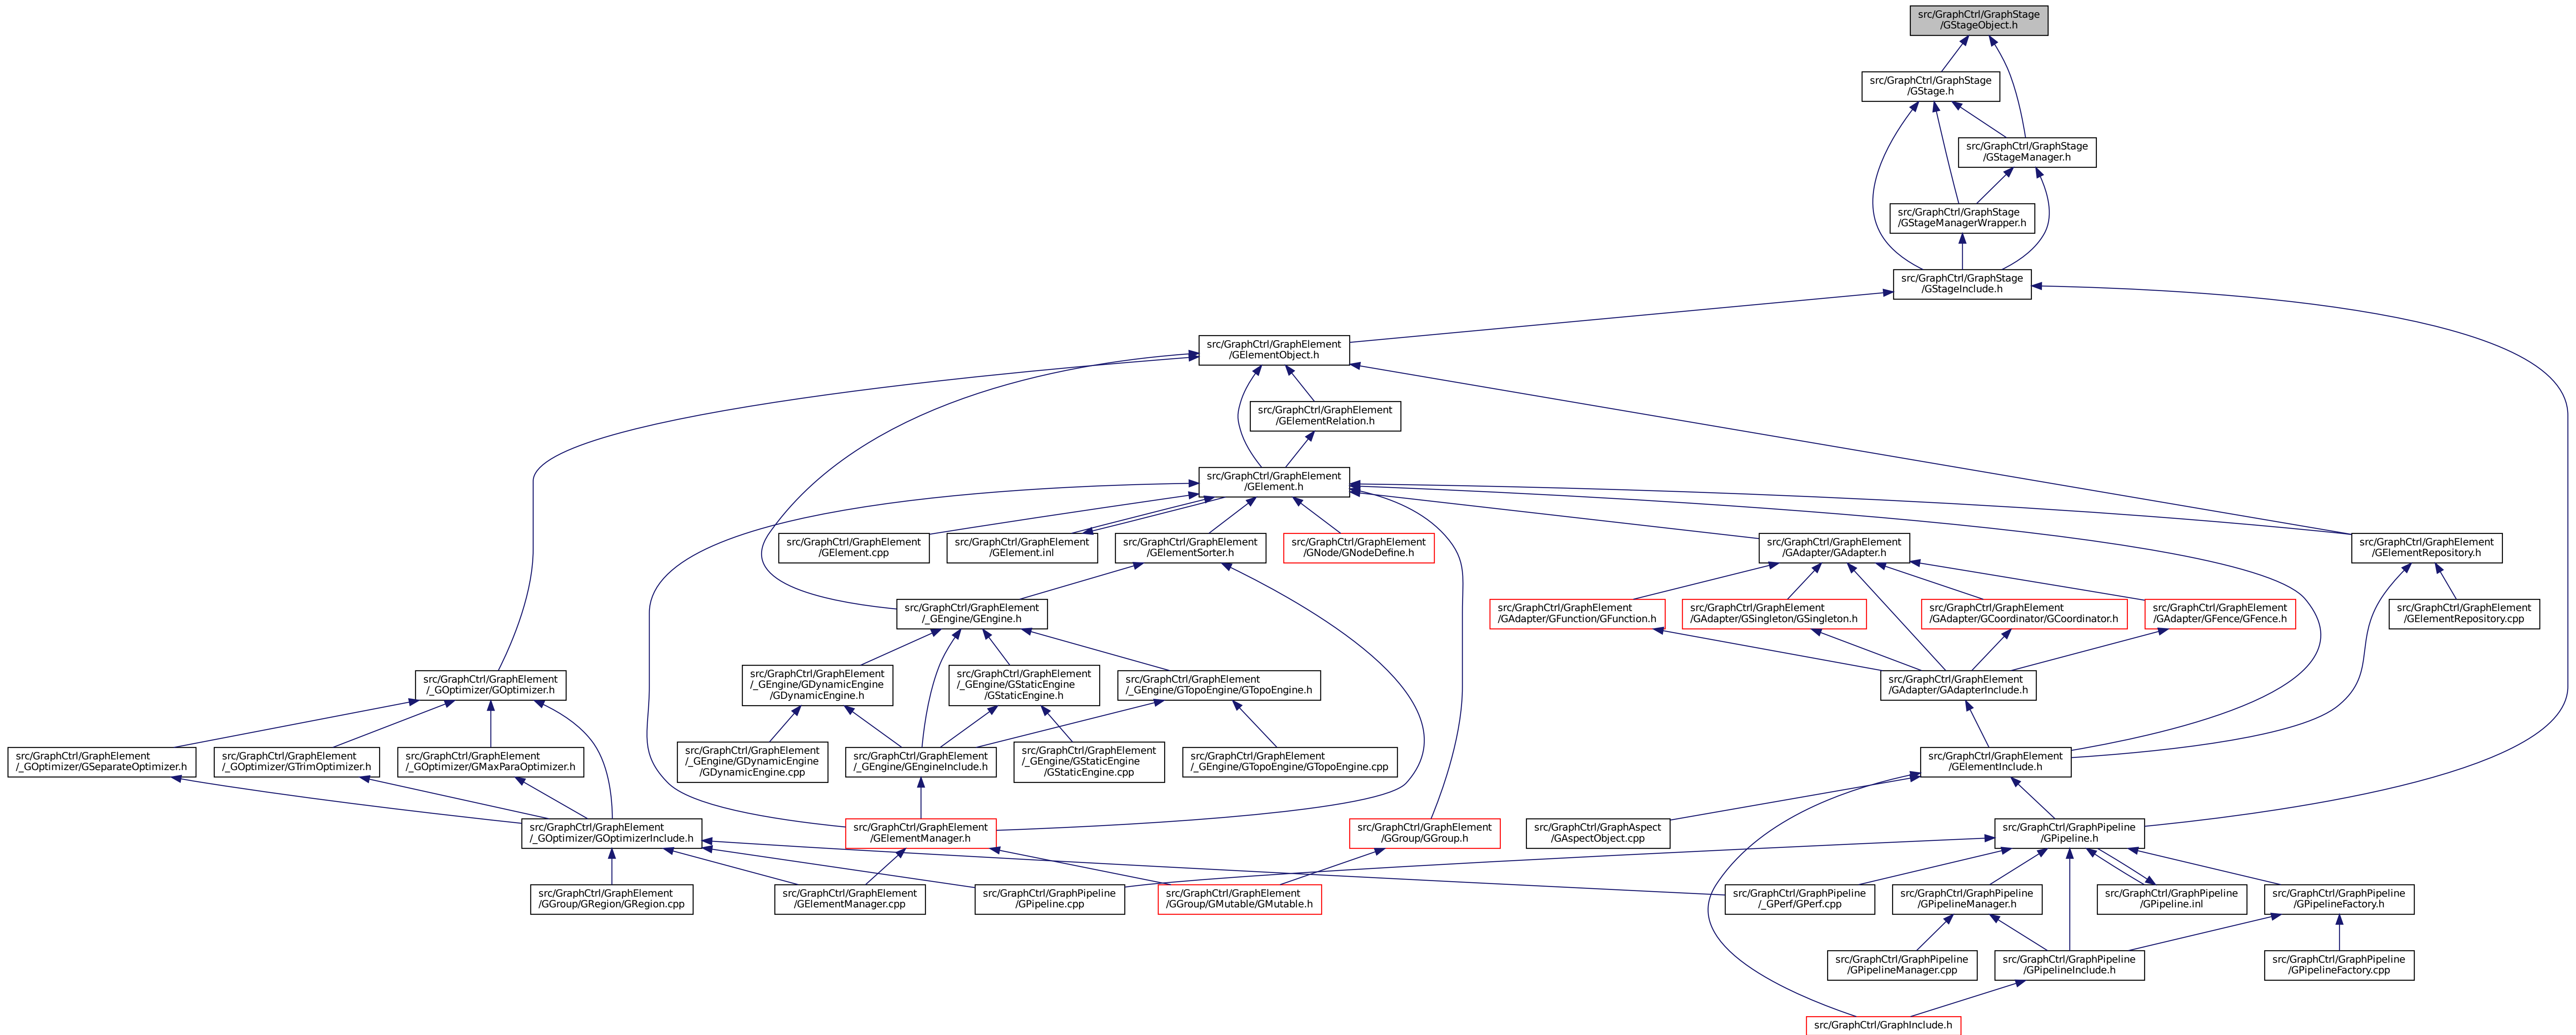 src/GraphCtrl/GraphStage
/GStageObject.h
src/GraphCtrl/GraphStage
/GStage.h
src/GraphCtrl/GraphStage
/GStageManager.h
src/GraphCtrl/GraphStage
/GStageManagerWrapper.h
src/GraphCtrl/GraphStage
/GStageInclude.h
src/GraphCtrl/GraphElement
/GElementObject.h
src/GraphCtrl/GraphElement
/GElementRelation.h
src/GraphCtrl/GraphElement
/GElement.h
src/GraphCtrl/GraphElement
/GElement.cpp
src/GraphCtrl/GraphElement
/GElement.inl
src/GraphCtrl/GraphElement
/GElementSorter.h
src/GraphCtrl/GraphElement
/GNode/GNodeDefine.h
src/GraphCtrl/GraphElement
/GAdapter/GAdapter.h
src/GraphCtrl/GraphElement
/GElementRepository.h
src/GraphCtrl/GraphElement
/_GEngine/GEngine.h
src/GraphCtrl/GraphElement
/GAdapter/GFunction/GFunction.h
src/GraphCtrl/GraphElement
/GAdapter/GSingleton/GSingleton.h
src/GraphCtrl/GraphElement
/GAdapter/GCoordinator/GCoordinator.h
src/GraphCtrl/GraphElement
/GAdapter/GFence/GFence.h
src/GraphCtrl/GraphElement
/GElementRepository.cpp
src/GraphCtrl/GraphElement
/_GOptimizer/GOptimizer.h
src/GraphCtrl/GraphElement
/_GEngine/GDynamicEngine
/GDynamicEngine.h
src/GraphCtrl/GraphElement
/_GEngine/GStaticEngine
/GStaticEngine.h
src/GraphCtrl/GraphElement
/_GEngine/GTopoEngine/GTopoEngine.h
src/GraphCtrl/GraphElement
/GAdapter/GAdapterInclude.h
src/GraphCtrl/GraphElement
/_GOptimizer/GSeparateOptimizer.h
src/GraphCtrl/GraphElement
/_GOptimizer/GTrimOptimizer.h
src/GraphCtrl/GraphElement
/_GOptimizer/GMaxParaOptimizer.h
src/GraphCtrl/GraphElement
/_GEngine/GDynamicEngine
/GDynamicEngine.cpp
src/GraphCtrl/GraphElement
/_GEngine/GEngineInclude.h
src/GraphCtrl/GraphElement
/_GEngine/GStaticEngine
/GStaticEngine.cpp
src/GraphCtrl/GraphElement
/_GEngine/GTopoEngine/GTopoEngine.cpp
src/GraphCtrl/GraphElement
/GElementInclude.h
src/GraphCtrl/GraphElement
/_GOptimizer/GOptimizerInclude.h
src/GraphCtrl/GraphElement
/GElementManager.h
src/GraphCtrl/GraphElement
/GGroup/GGroup.h
src/GraphCtrl/GraphAspect
/GAspectObject.cpp
src/GraphCtrl/GraphPipeline
/GPipeline.h
src/GraphCtrl/GraphElement
/GGroup/GRegion/GRegion.cpp
src/GraphCtrl/GraphElement
/GElementManager.cpp
src/GraphCtrl/GraphPipeline
/GPipeline.cpp
src/GraphCtrl/GraphElement
/GGroup/GMutable/GMutable.h
src/GraphCtrl/GraphPipeline
/_GPerf/GPerf.cpp
src/GraphCtrl/GraphPipeline
/GPipelineManager.h
src/GraphCtrl/GraphPipeline
/GPipeline.inl
src/GraphCtrl/GraphPipeline
/GPipelineFactory.h
src/GraphCtrl/GraphPipeline
/GPipelineManager.cpp
src/GraphCtrl/GraphPipeline
/GPipelineInclude.h
src/GraphCtrl/GraphPipeline
/GPipelineFactory.cpp
src/GraphCtrl/GraphInclude.h